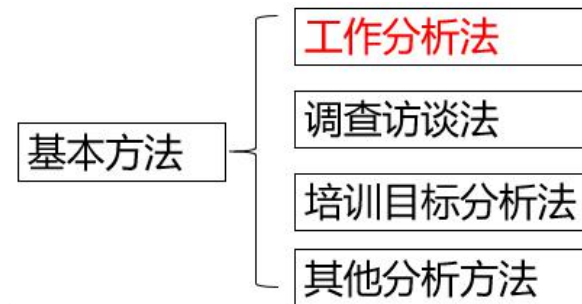 工作分析法
调查访谈法
基本方法
培训目标分析法
其他分析方法